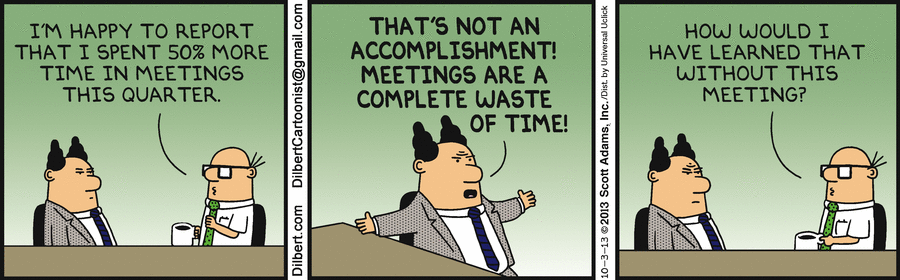 I'M HAPPY TO REPORT
THAT I SPENT 50% MORE
TIME IN MEETINGS
THIS QUARTER.
Dilbert.com DilbertCartoonist@gmail.com
THAT'S NOT AN
ACCOMPLISHMENT!
MEETINGS ARE A
COMPLETE WASTE
OF TIME!
10-3-13 © 2013 Scott Adams, Inc. /Dist. by Universal Uclick
HOW WOULD I
HAVE LEARNED THAT
WITHOUT THIS
MEETING?